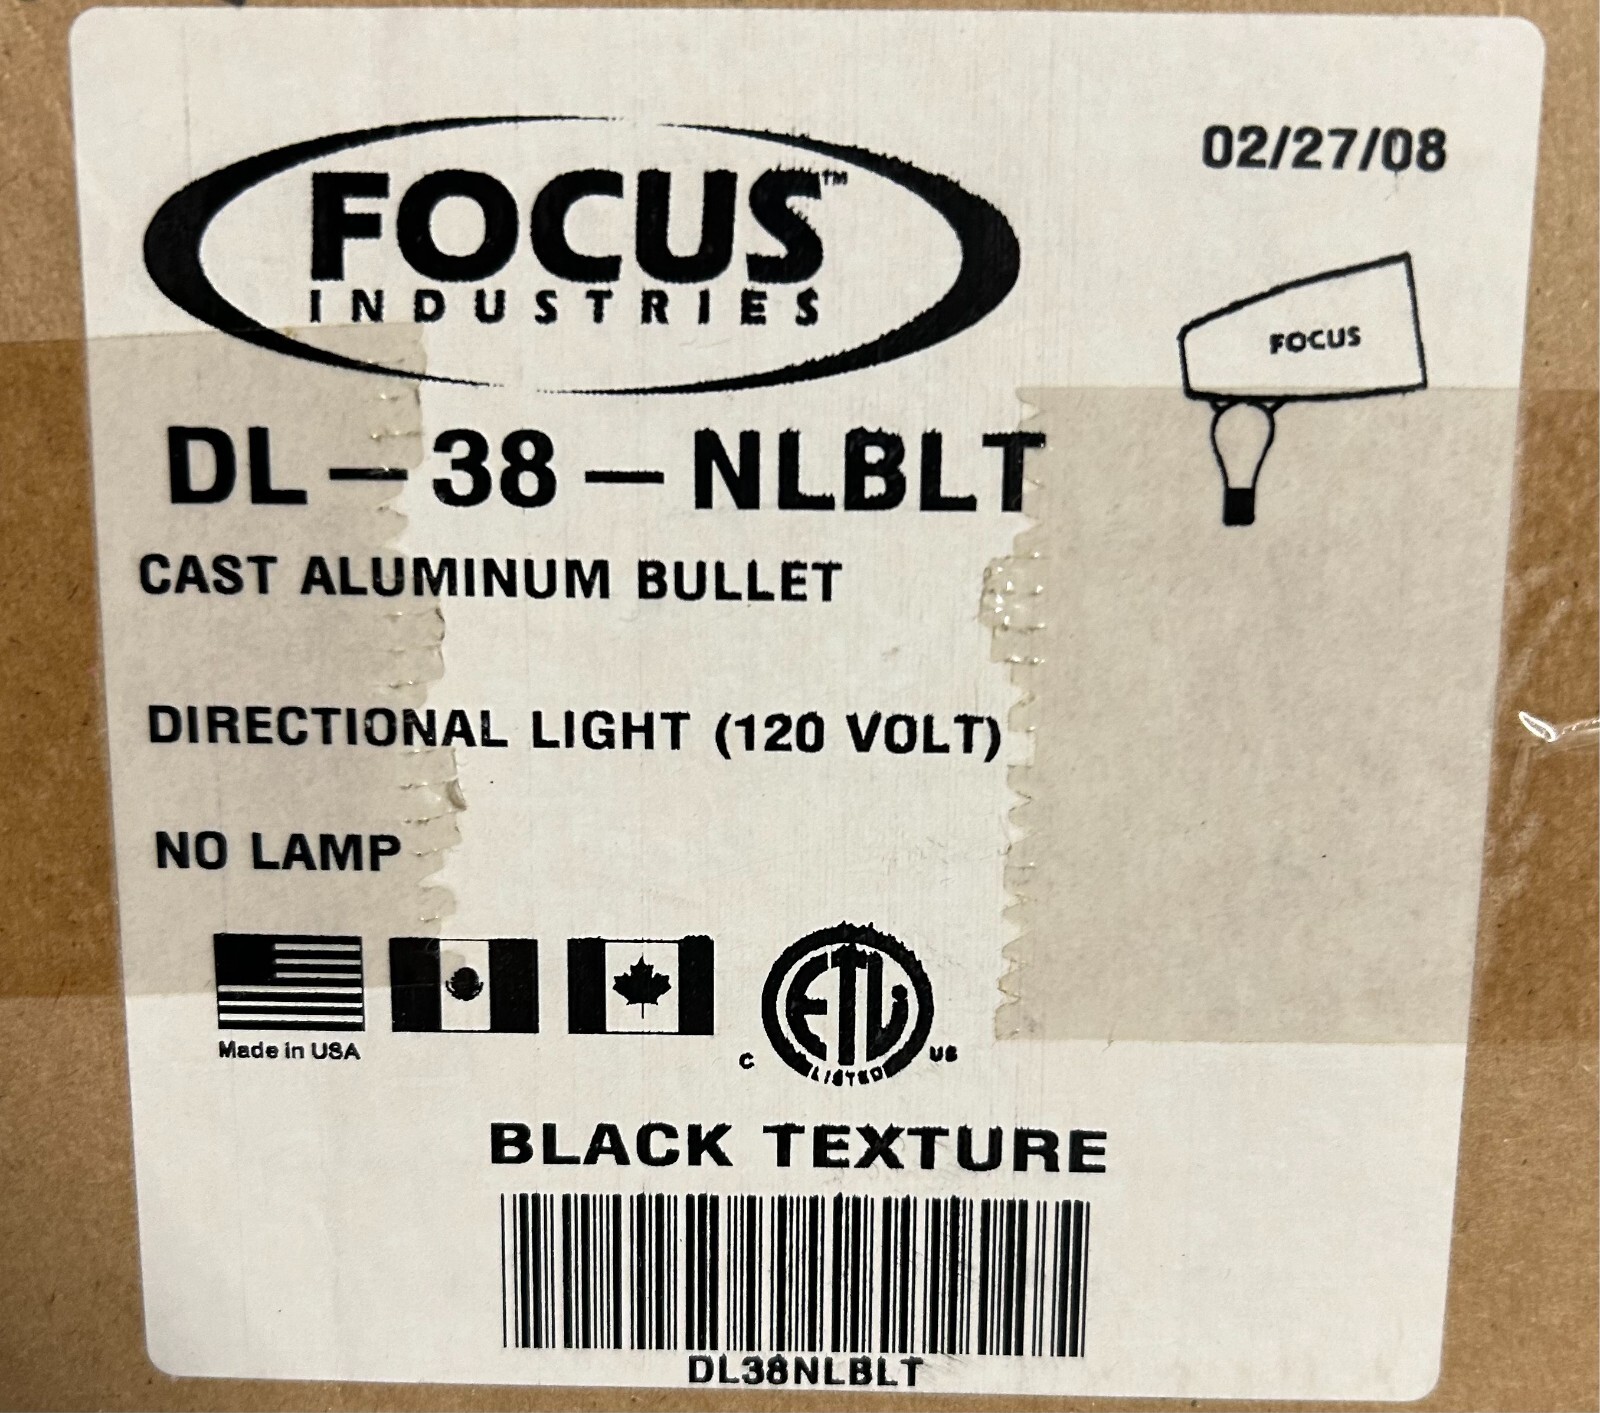 FOCUS™
INDUSTRIES
02/27/08
FOCUS
DL-38-NLBLT
CAST ALUMINUM BULLET
DIRECTIONAL LIGHT (120 VOLT)
NO LAMP
Made in USA
C ETL US
LISTED
BLACK TEXTURE
DL38NLBLT